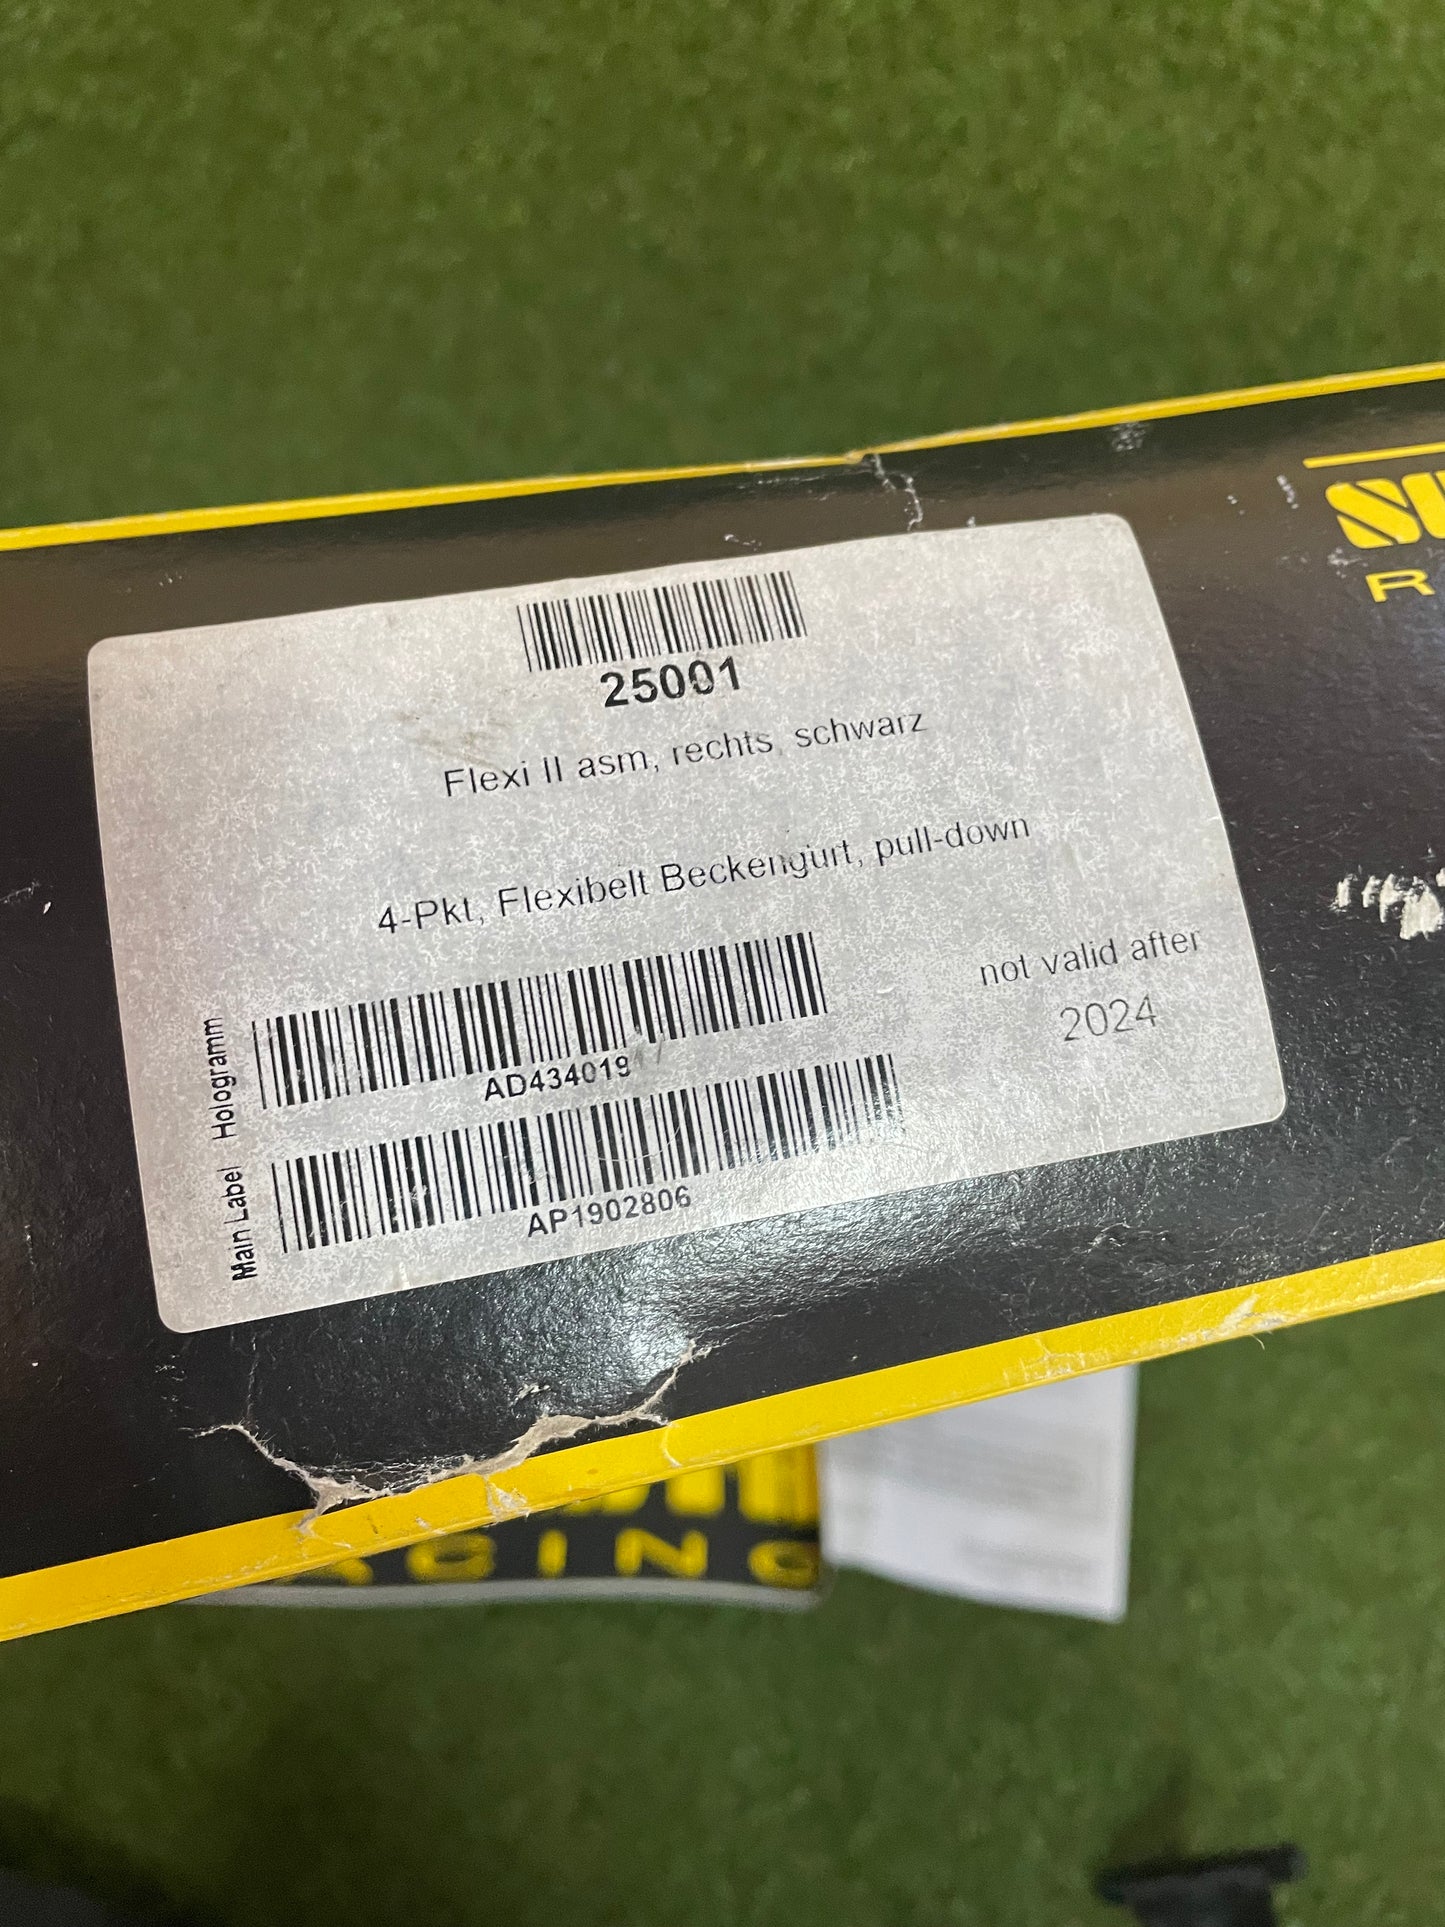 25001
Flexi II asm, rechts, schwarz
4-Pkt, Flexibelt Beckengurt, pull-down
not valid after
2024
Hologramm
AD434019
Main Label
AP1902806
R
RACING